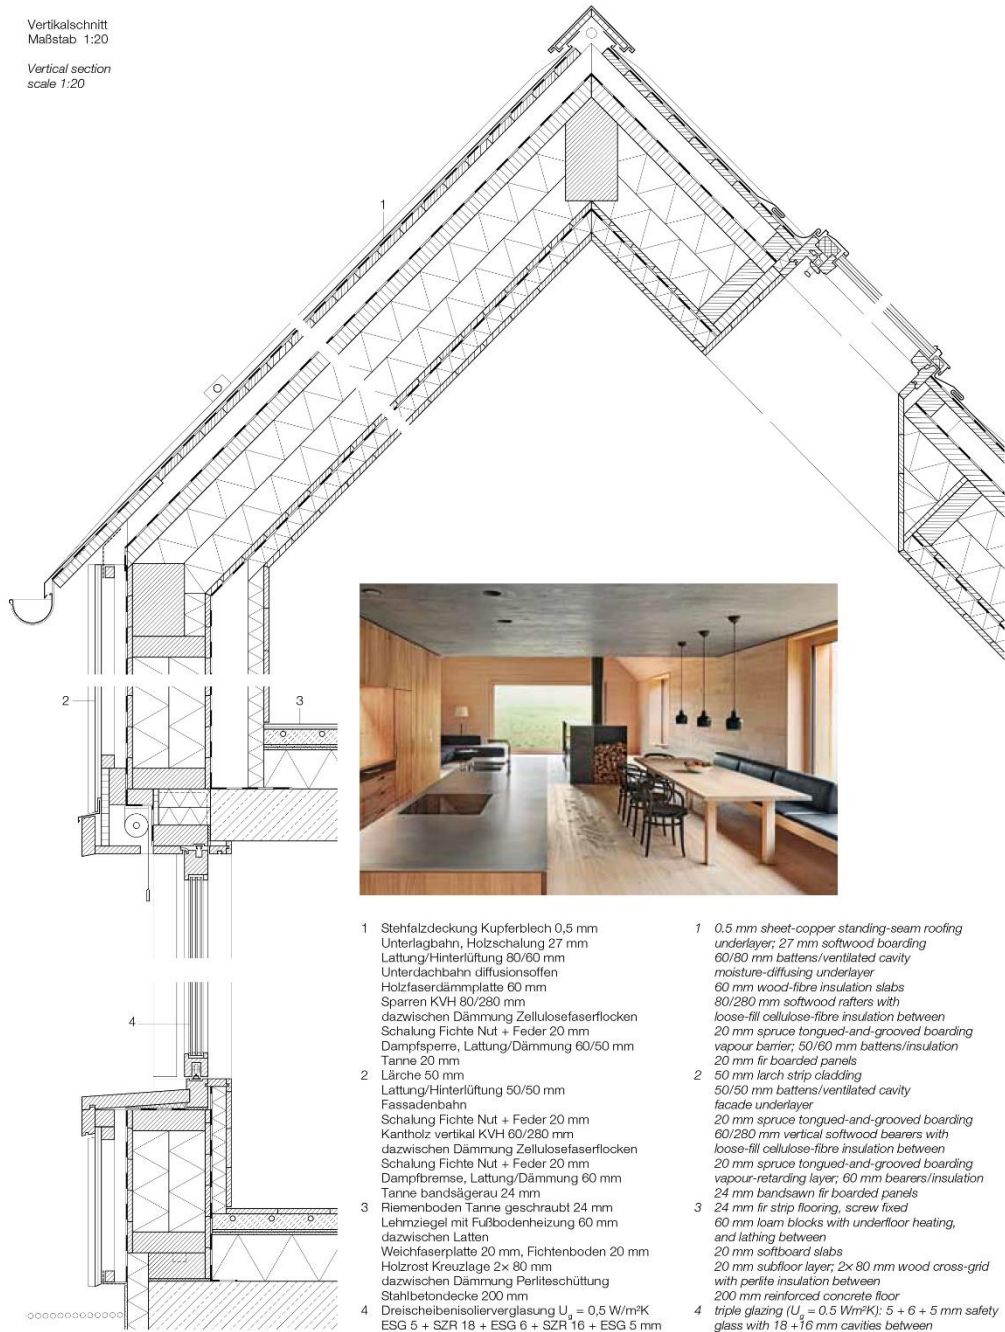 Vertikalschnitt
Maßstab 1:20
Vertical section
scale 1:20
1
2
3
4
1 Stehfalzdeckung Kupferblech 0,5 mm
Unterlagbahn, Holzschalung 27 mm
Lattung/Hinterlüftung 80/60 mm
Unterdachbahn diffusionsoffen
Holzfaserdämmplatte 60 mm
Sparren KVH 80/280 mm
dazwischen Dämmung Zellulosefaserflocken
Schalung Fichte Nut + Feder 20 mm
Dampfsperre, Lattung/Dämmung 60/50 mm
Tanne 20 mm
2 Lärche 50 mm
Lattung/Hinterlüftung 50/50 mm
Fassadenbahn
Schalung Fichte Nut + Feder 20 mm
Kantholz vertikal KVH 60/280 mm
dazwischen Dämmung Zellulosefaserflocken
Schalung Fichte Nut + Feder 20 mm
Dampfbremse, Lattung/Dämmung 60 mm
Tanne bandsägerau 24 mm
3 Riemenboden Tanne geschraubt 24 mm
Lehmziegel mit Fußbodenheizung 60 mm
dazwischen Latten
Weichfaserplatte 20 mm, Fichtenboden 20 mm
Holzrost Kreuzlage 2× 80 mm
dazwischen Dämmung Perliteschüttung
Stahlbetondecke 200 mm
4 Dreischeibenisolierverglasung Ug = 0,5 W/m²K
ESG 5 + SZR 18 + ESG 6 + SZR 16 + ESG 5 mm
1 0.5 mm sheet-copper standing-seam roofing
underlayer; 27 mm softwood boarding
60/80 mm battens/ventilated cavity
moisture-diffusing underlayer
60 mm wood-fibre insulation slabs
80/280 mm softwood rafters with
loose-fill cellulose-fibre insulation between
20 mm spruce tongued-and-grooved boarding
vapour barrier; 50/60 mm battens/insulation
20 mm fir boarded panels
2 50 mm larch strip cladding
50/50 mm battens/ventilated cavity
facade underlayer
20 mm spruce tongued-and-grooved boarding
60/280 mm vertical softwood bearers with
loose-fill cellulose-fibre insulation between
20 mm spruce tongued-and-grooved boarding
vapour-retarding layer; 60 mm bearers/insulation
24 mm bandsawn fir boarded panels
3 24 mm fir strip flooring, screw fixed
60 mm loam blocks with underfloor heating,
and lathing between
20 mm softboard slabs
20 mm subfloor layer; 2× 80 mm wood cross-grid
with perlite insulation between
200 mm reinforced concrete floor
4 triple glazing (Ug = 0.5 Wm²K): 5 + 6 + 5 mm safety
glass with 18 +16 mm cavities between